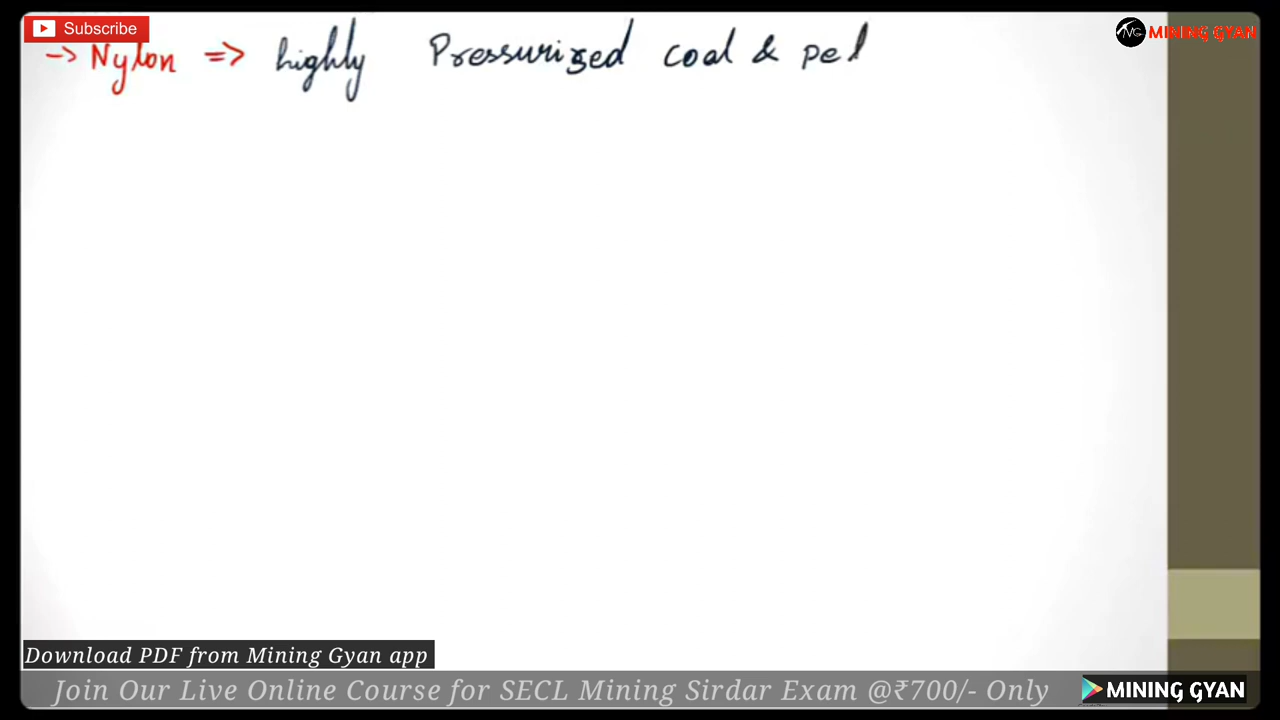 Subscribe
MINING GYAN
→ Nylon => highly Pressurized coal & pel
Download PDF from Mining Gyan app
Join Our Live Online Course for SECL Mining Sirdar Exam @₹700/- Only
MINING GYAN